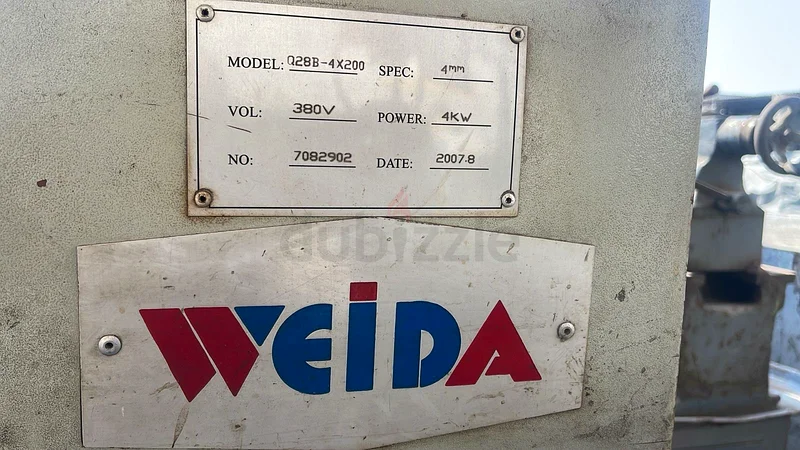 MODEL: Q28B-4X200 SPEC: 4mm
VOL: 380V POWER: 4KW
NO: 7082902 DATE: 2007.8
dubizzle
WEIDA